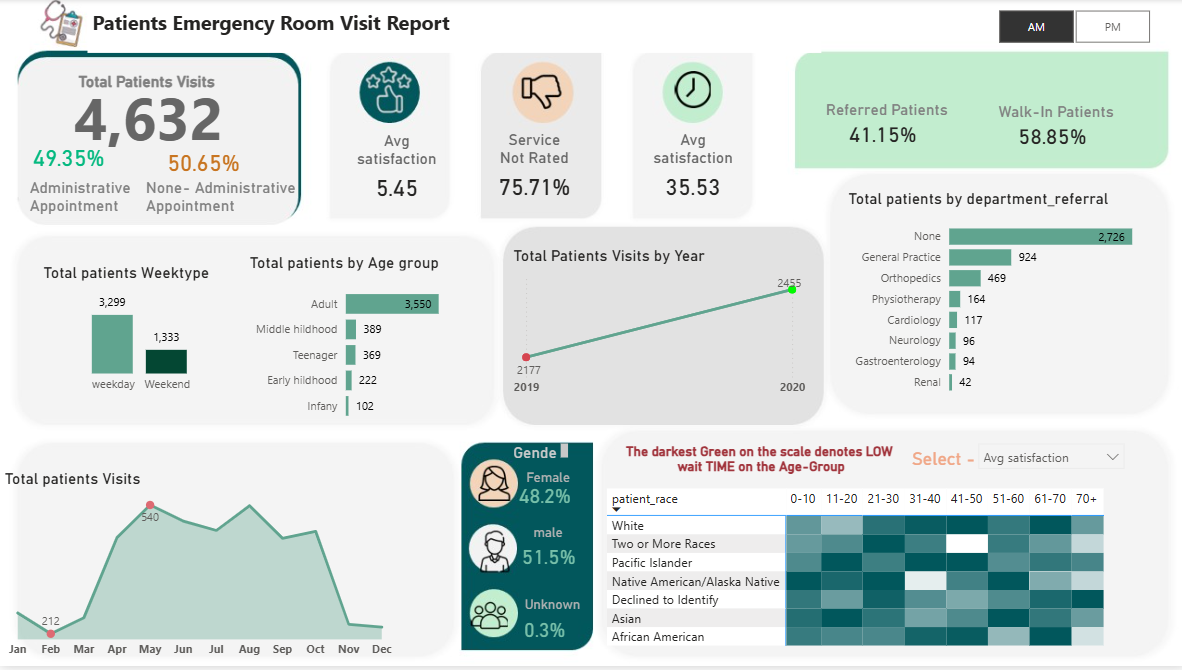 Patients Emergency Room Visit Report
AM
PM
Total Patients Visits
4,632
49.35%
50.65%
Administrative
Appointment
None- Administrative
Appointment
Avg
satisfaction
5.45
Service
Not Rated
75.71%
Avg
satisfaction
35.53
Referred Patients
41.15%
Walk-In Patients
58.85%
Total patients Weektype
3,299
1,333
weekday
Weekend
Total patients by Age group
Adult 3,550
Middle hildhood 389
Teenager 369
Early hildhood 222
Infany 102
Total Patients Visits by Year
2455
2177
2019
2020
Total patients by department_referral
None 2,726
General Practice 924
Orthopedics 469
Physiotherapy 164
Cardiology 117
Neurology 96
Gastroenterology 94
Renal 42
Total patients Visits
540
212
Jan Feb Mar Apr May Jun Jul Aug Sep Oct Nov Dec
Gende
Female
48.2%
male
51.5%
Unknown
0.3%
The darkest Green on the scale denotes LOW
wait TIME on the Age-Group
Select - Avg satisfaction
patient_race 0-10 11-20 21-30 31-40 41-50 51-60 61-70 70+
White
Two or More Races
Pacific Islander
Native American/Alaska Native
Declined to Identify
Asian
African American